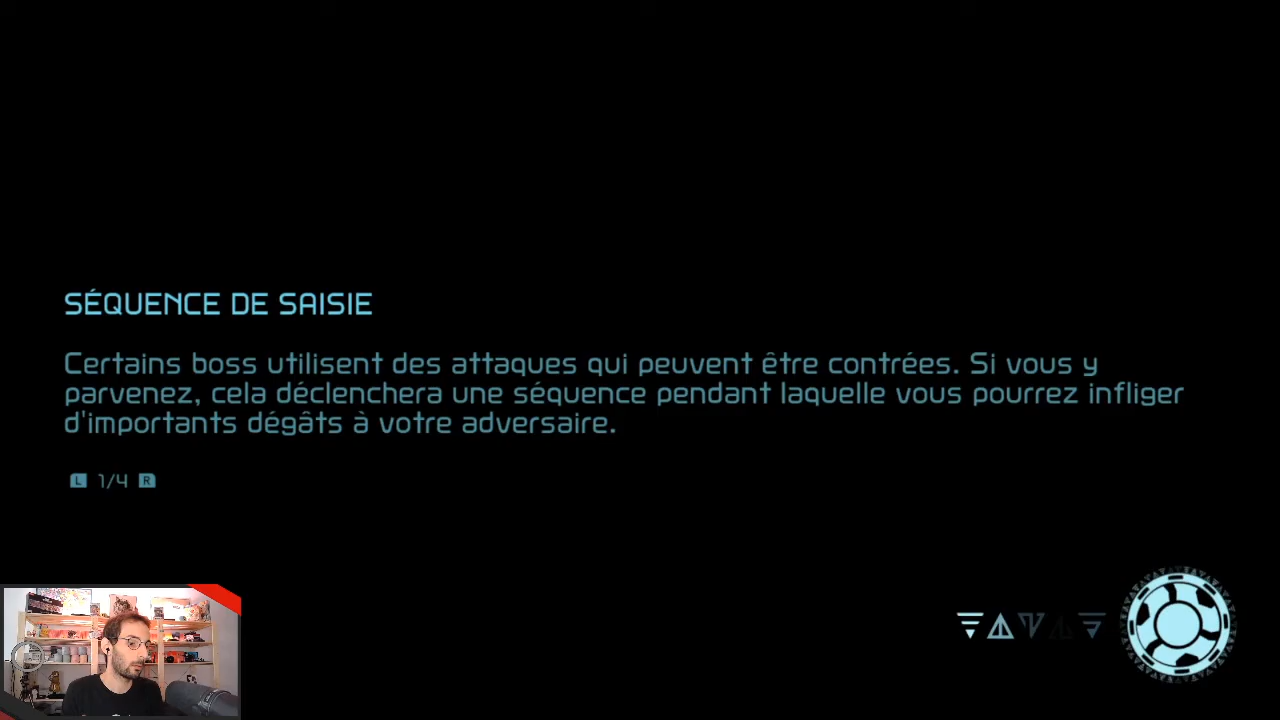 SÉQUENCE DE SAISIE
Certains boss utilisent des attaques qui peuvent être contrées. Si vous y
parvenez, cela déclenchera une séquence pendant laquelle vous pourrez infliger
d'importants dégâts à votre adversaire.
L 1/4 R